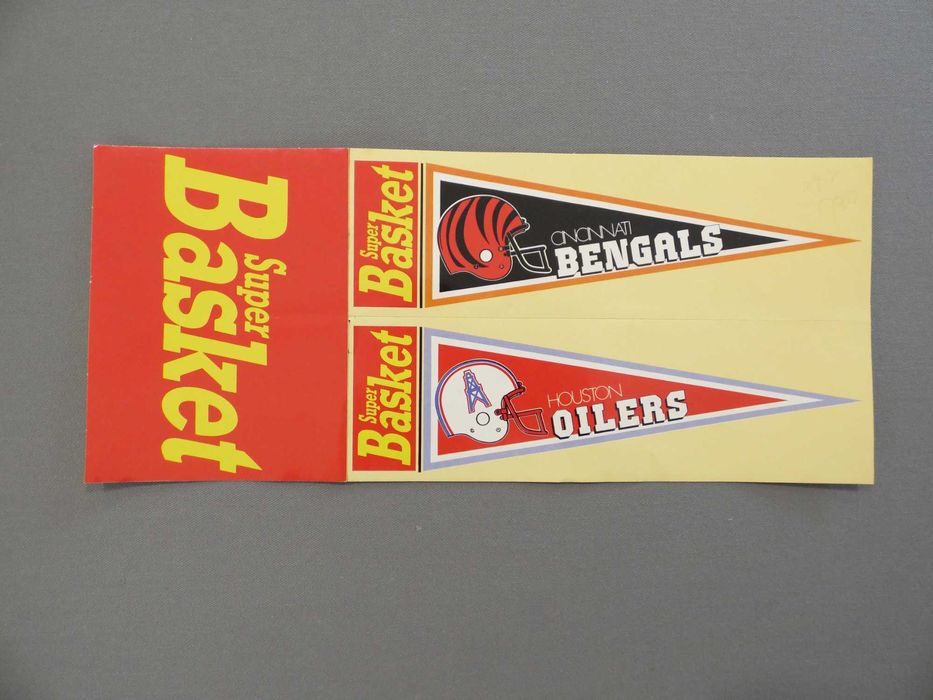 Super
Basket
Super
Basket
CINCINNATI
BENGALS
Super
Basket
HOUSTON
OILERS